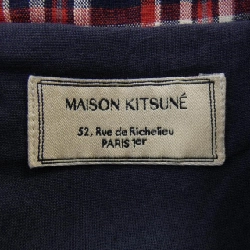 MAISON KITSUNÉ
52, Rue de Richelieu
PARIS 1er